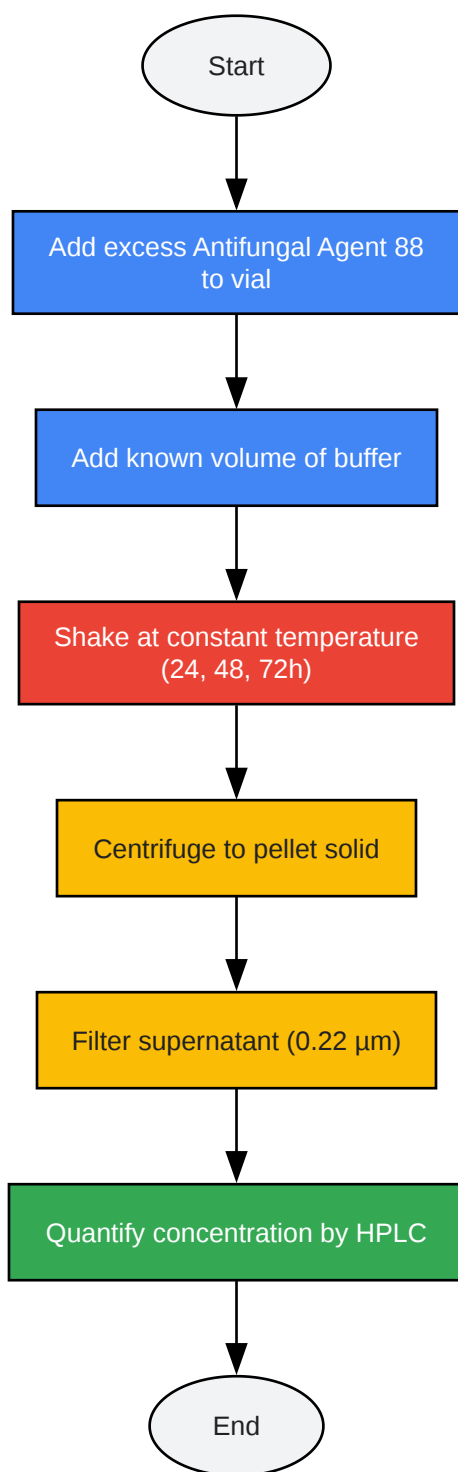 Start
Add excess Antifungal Agent 88
to vial
Add known volume of buffer
Shake at constant temperature
(24, 48, 72h)
Centrifuge to pellet solid
Filter supernatant (0.22 µm)
Quantify concentration by HPLC
End